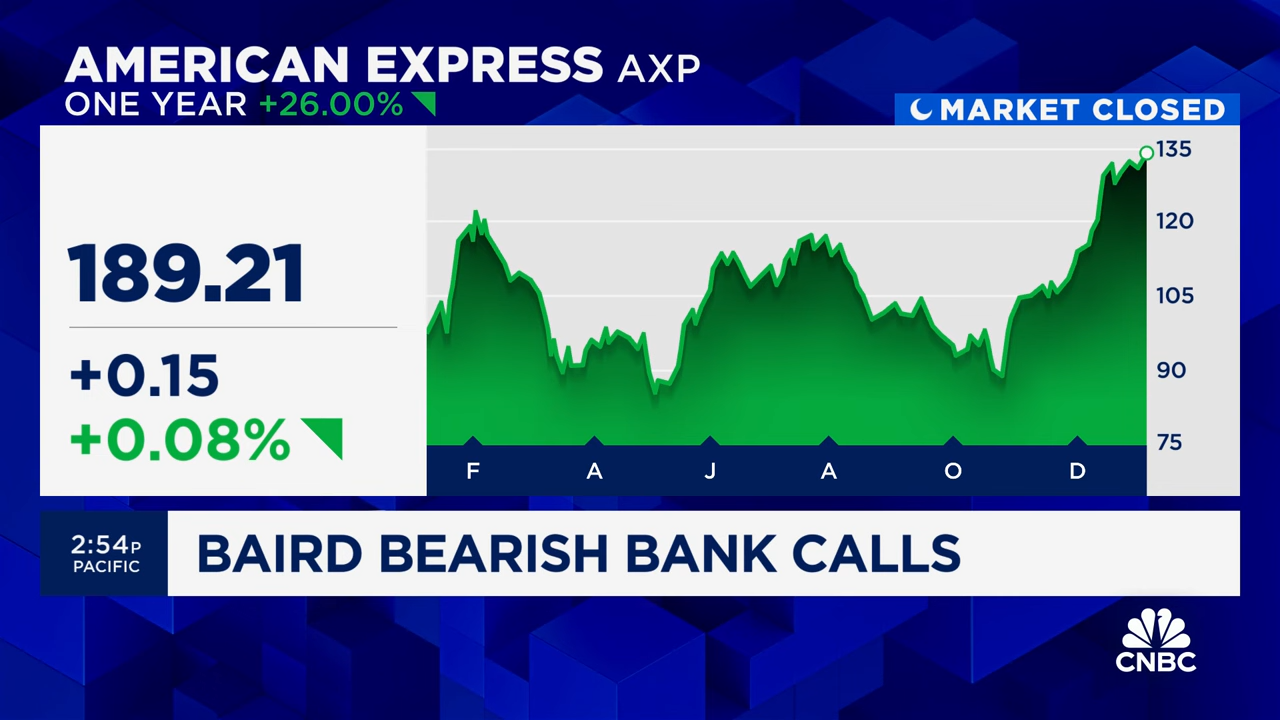 AMERICAN EXPRESS AXP
ONE YEAR +26.00%
MARKET CLOSED
189.21
+0.15
+0.08%
135
120
105
90
75
F A J A O D
2:54P
PACIFIC
BAIRD BEARISH BANK CALLS
CNBC